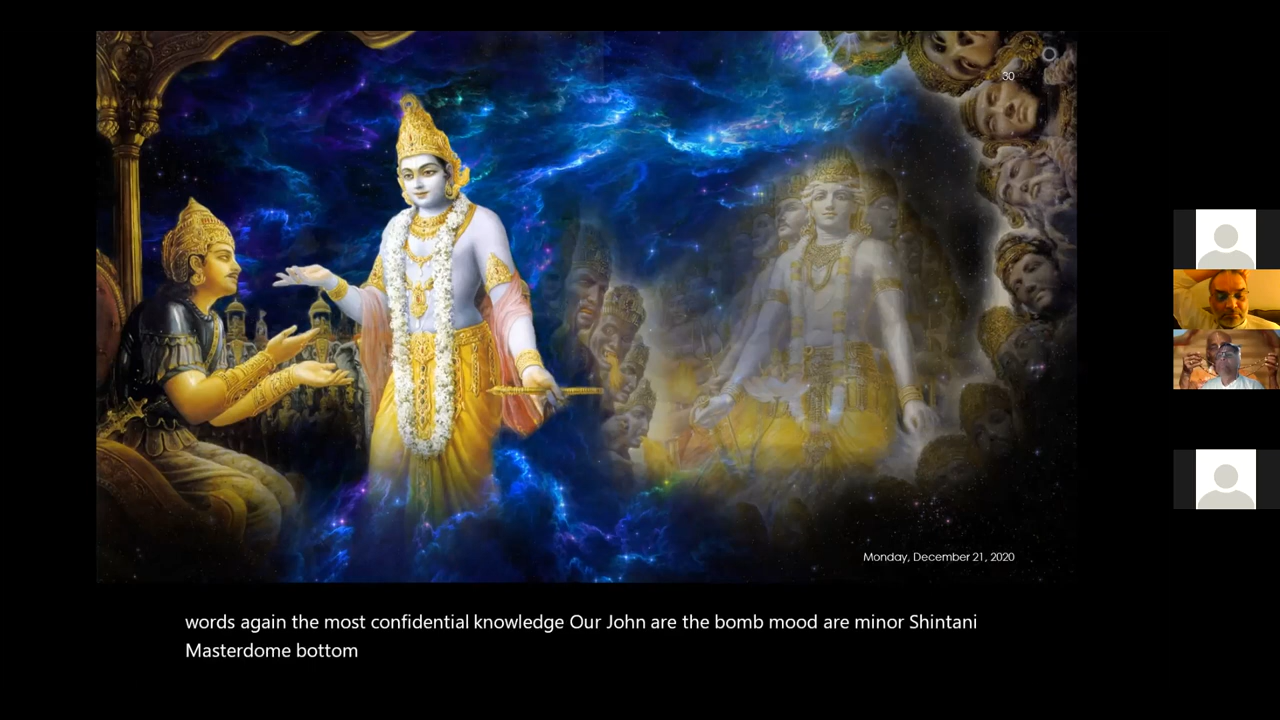 30
Monday, December 21, 2020
words again the most confidential knowledge Our John are the bomb mood are minor Shintani
Masterdome bottom